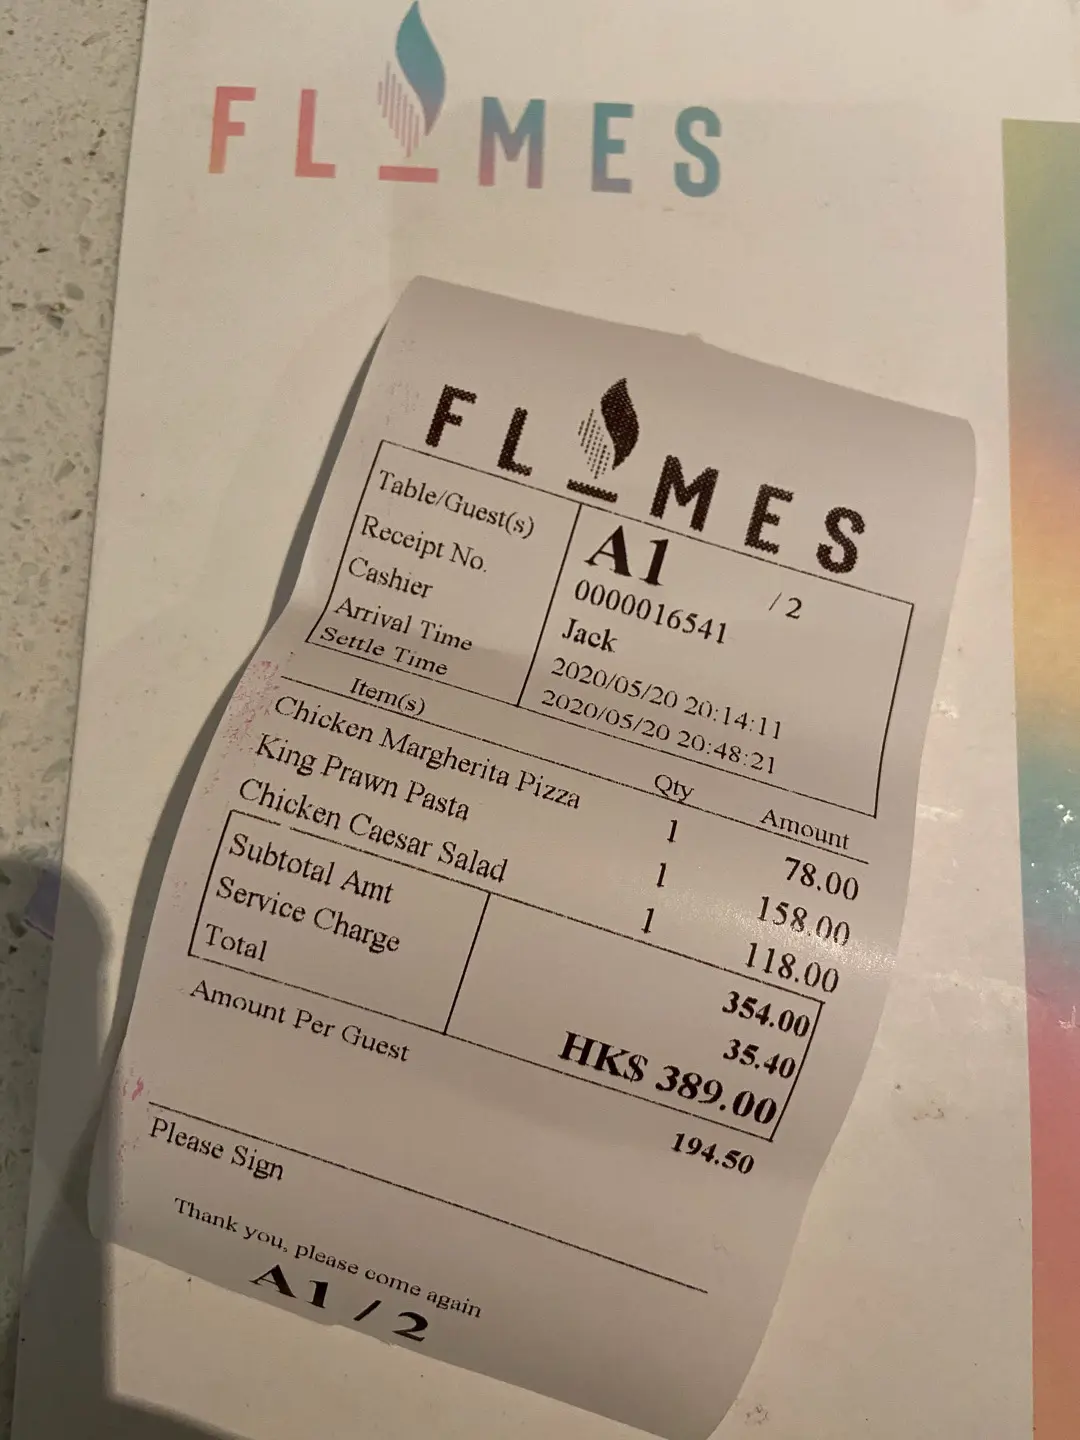 FLAMES
FLAMES
Table/Guest(s) A1 / 2
Receipt No. 0000016541
Cashier Jack
Arrival Time 2020/05/20 20:14:11
Settle Time 2020/05/20 20:48:21
Item(s) Qty Amount
Chicken Margherita Pizza 1 78.00
King Prawn Pasta 1 158.00
Chicken Caesar Salad 1 118.00
Subtotal Amt 354.00
Service Charge 35.40
Total HK$ 389.00
Amount Per Guest 194.50
Please Sign
Thank you, please come again
A1 / 2